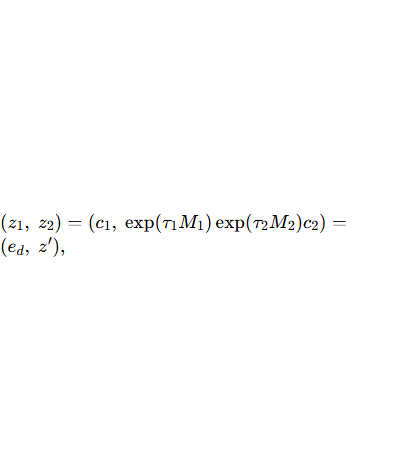 (z₁, z₂) = (c₁, exp(τ₁M₁) exp(τ₂M₂)c₂) =
(e_d, z′),